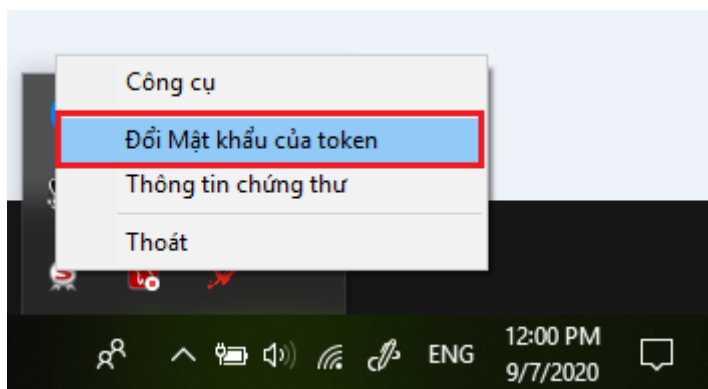 Công cụ
Đổi Mật khẩu của token
Thông tin chứng thư
Thoát
ENG
12:00 PM
9/7/2020